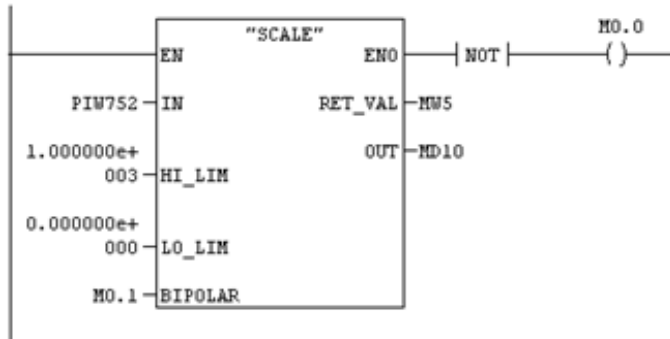 M0.0
"SCALE"
EN ENO NOT ( )
PIW752 IN RET_VAL MW5
1.000000e+ OUT MD10
003 HI_LIM
0.000000e+
000 LO_LIM
M0.1 BIPOLAR